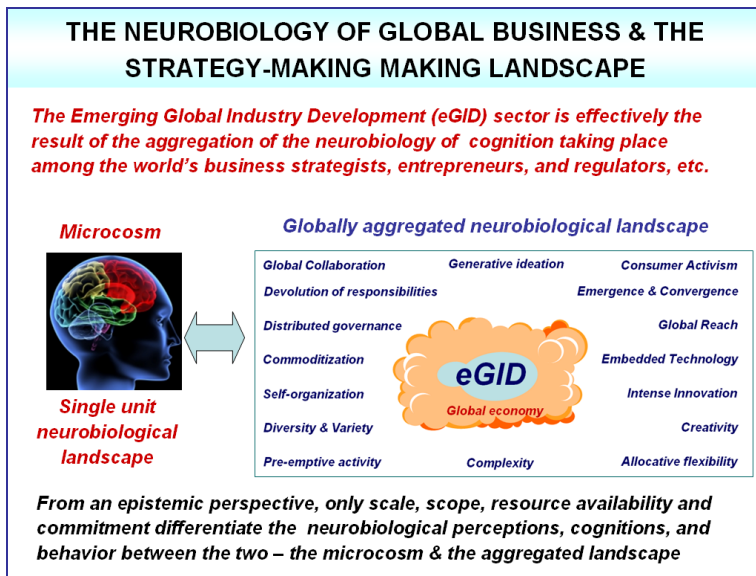 THE NEUROBIOLOGY OF GLOBAL BUSINESS & THE
STRATEGY-MAKING MAKING LANDSCAPE
The Emerging Global Industry Development (eGID) sector is effectively the
result of the aggregation of the neurobiology of cognition taking place
among the world's business strategists, entrepreneurs, and regulators, etc.
Microcosm
Single unit
neurobiological
landscape
Globally aggregated neurobiological landscape
Global Collaboration
Generative ideation
Consumer Activism
Devolution of responsibilities
Emergence & Convergence
Distributed governance
Global Reach
Commoditization
Embedded Technology
eGID
Self-organization
Intense Innovation
Global economy
Diversity & Variety
Creativity
Pre-emptive activity
Complexity
Allocative flexibility
From an epistemic perspective, only scale, scope, resource availability and
commitment differentiate the neurobiological perceptions, cognitions, and
behavior between the two – the microcosm & the aggregated landscape